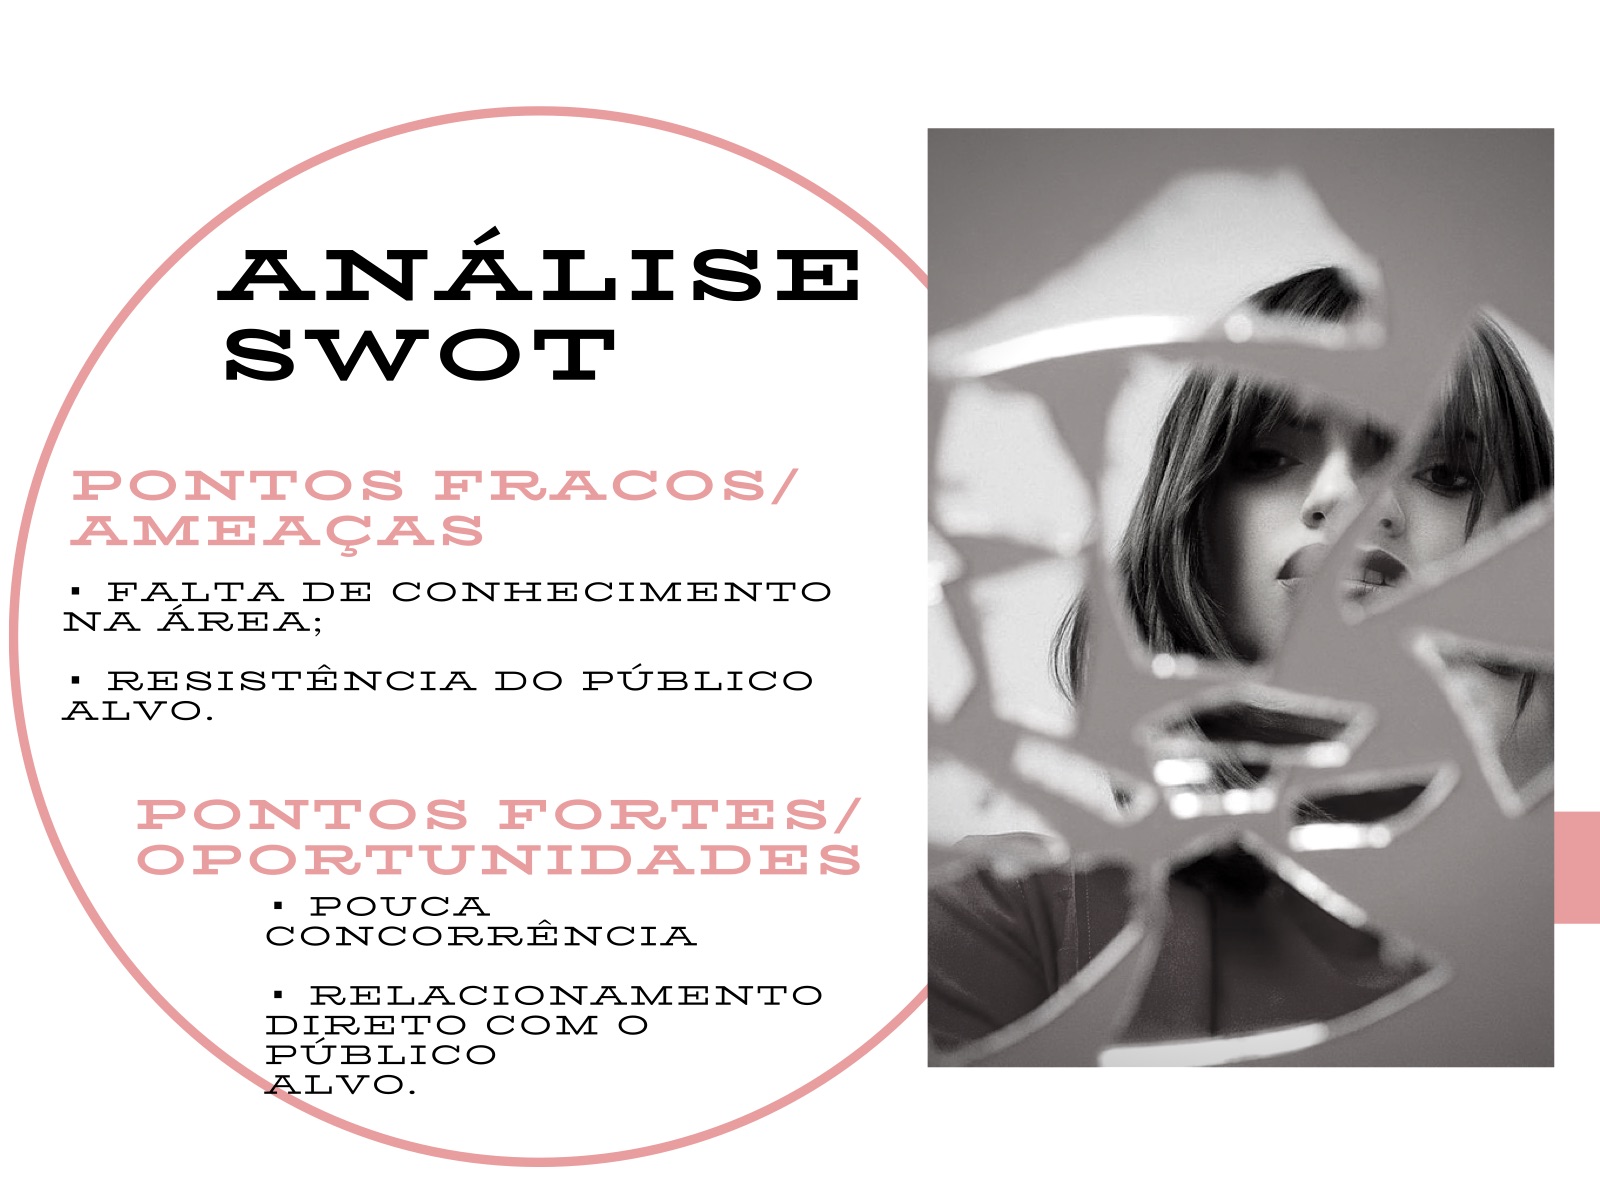 ANÁLISE
SWOT
PONTOS FRACOS/
AMEAÇAS
▪ FALTA DE CONHECIMENTO
NA ÁREA;
▪ RESISTÊNCIA DO PÚBLICO
ALVO.
PONTOS FORTES/
OPORTUNIDADES
▪ POUCA
CONCORRÊNCIA
▪ RELACIONAMENTO
DIRETO COM O
PÚBLICO
ALVO.